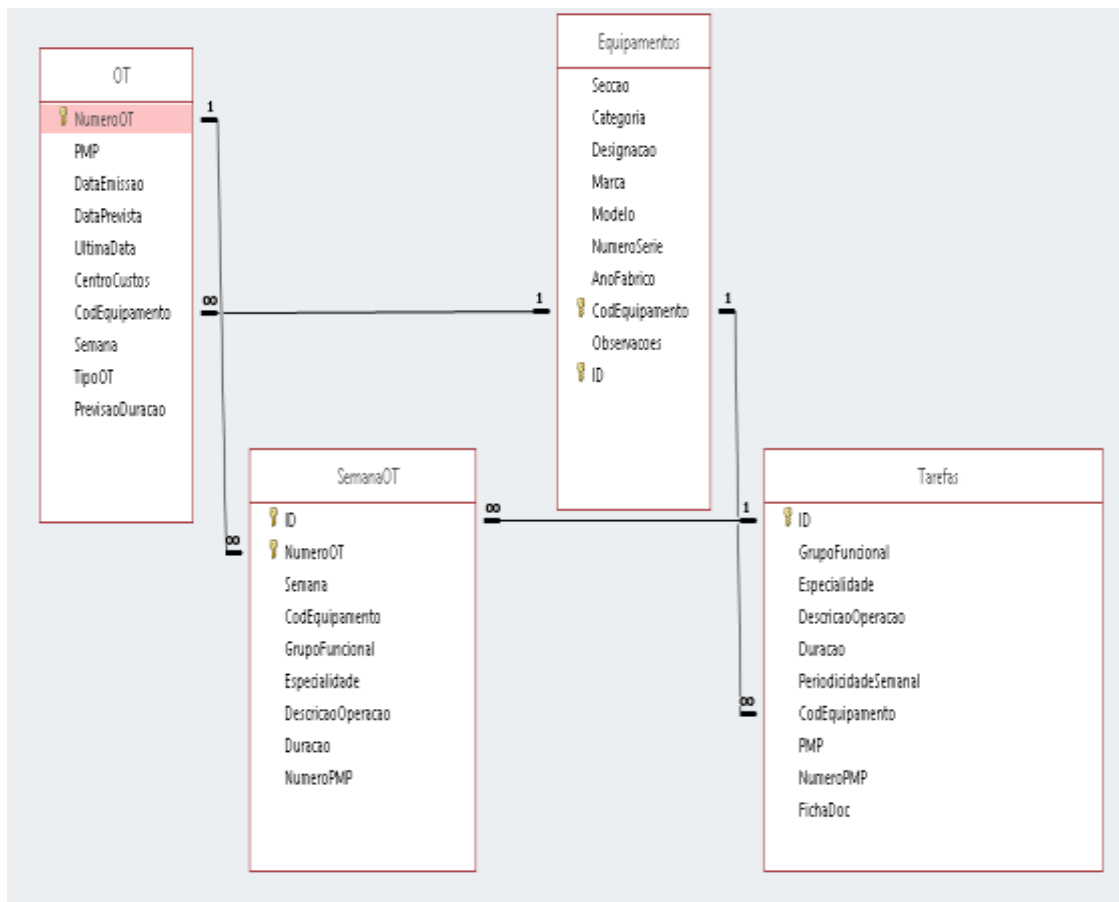 OT
NumeroOT
PMP
DataEmissao
DataPrevista
UltimaData
CentroCustos
CodEquipamento
Semana
TipoOT
PrevisaoDuracao
1
∞
Equipamentos
Seccao
Categoria
Designacao
Marca
Modelo
NumeroSerie
AnoFabrico
CodEquipamento
Observacoes
ID
1
1
SemanaOT
ID
NumeroOT
Semana
CodEquipamento
GrupoFuncional
Especialidade
DescricaoOperacao
Duracao
NumeroPMP
∞
∞
Tarefas
ID
GrupoFuncional
Especialidade
DescricaoOperacao
Duracao
PeriodicidadeSemanal
CodEquipamento
PMP
NumeroPMP
FichaDoc
1
∞